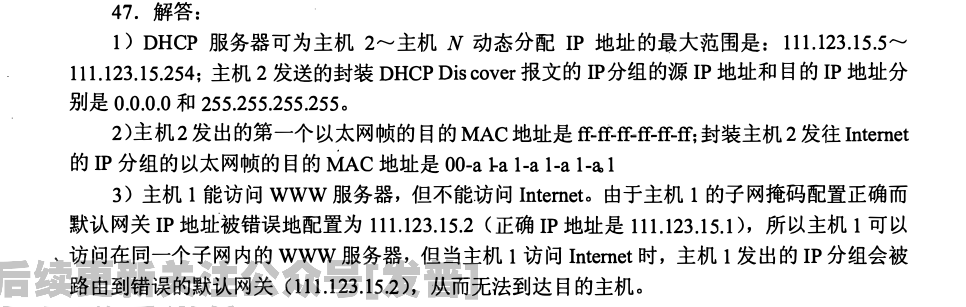 47．解答：
1）DHCP 服务器可为主机 2～主机 N 动态分配 IP 地址的最大范围是：111.123.15.5～
111.123.15.254；主机 2 发送的封装 DHCP Dis cover 报文的 IP分组的源 IP 地址和目的 IP 地址分
别是 0.0.0.0 和 255.255.255.255。
2）主机 2 发出的第一个以太网帧的目的 MAC 地址是 ff-ff-ff-ff-ff-ff；封装主机 2 发往 Internet
的 IP 分组的以太网帧的目的 MAC 地址是 00-a 1-a 1-a 1-a 1-a 1
3）主机 1 能访问 WWW 服务器，但不能访问 Internet。由于主机 1 的子网掩码配置正确而
默认网关 IP 地址被错误地配置为 111.123.15.2（正确 IP 地址是 111.123.15.1），所以主机 1 可以
访问在同一个子网内的 WWW 服务器，但当主机 1 访问 Internet 时，主机 1 发出的 IP 分组会被
路由到错误的默认网关（111.123.15.2），从而无法到达目的主机。